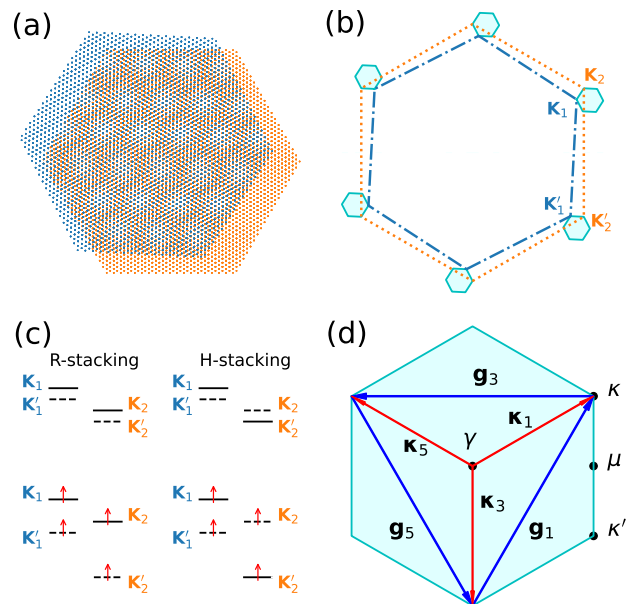 (a)
(b)
K₂
K₁
K′₁
K′₂
(c)
R-stacking
H-stacking
K₁
K′₁
K₂
K′₂
K₁
K′₁
K₂
K′₂
K₁
K′₁
K₂
K′₂
K₁
K′₁
K₂
K′₂
(d)
g₃
κ
γ
κ₁
κ₅
μ
κ₃
g₅
g₁
κ′